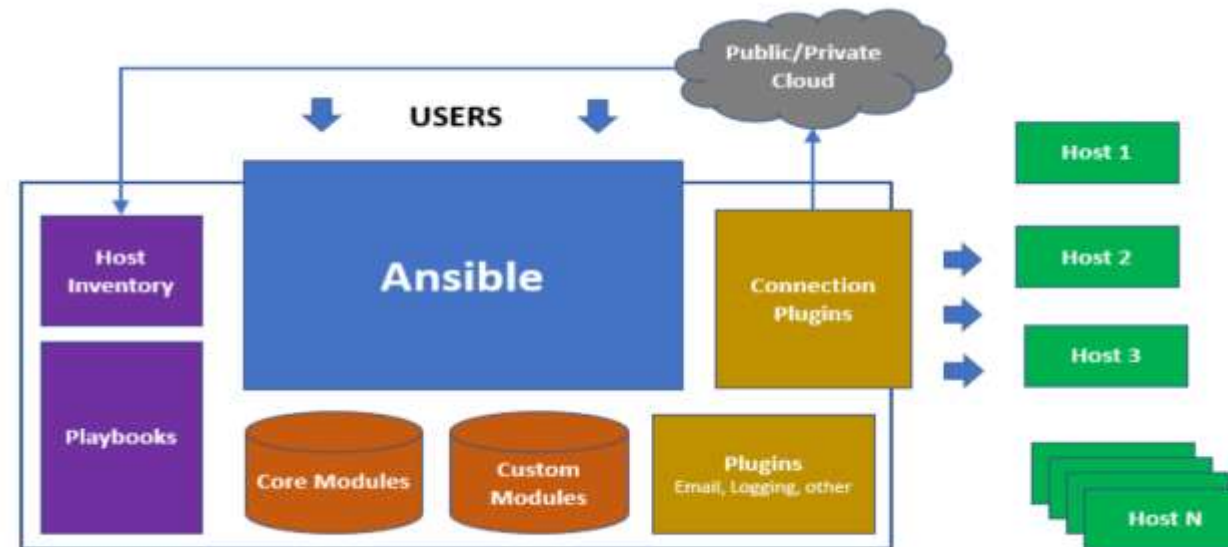 Public/Private
Cloud
USERS
Host 1
Host
Inventory
Ansible
Connection
Plugins
Host 2
Host 3
Playbooks
Core Modules
Custom
Modules
Plugins
Email, Logging, other
Host N